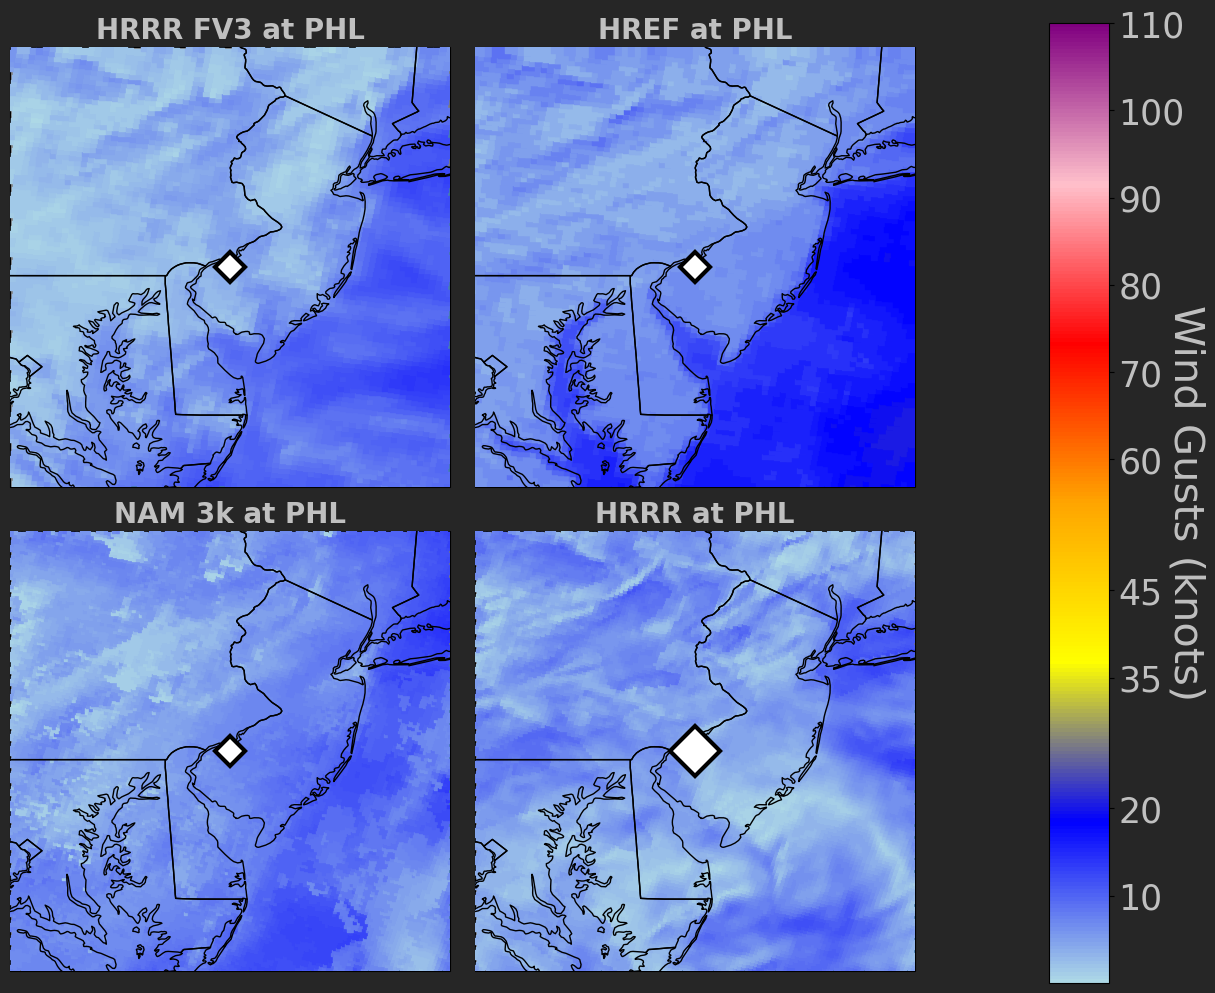 HRRR FV3 at PHL
HREF at PHL
NAM 3k at PHL
HRRR at PHL
110
100
90
80
70
60
45
35
20
10
Wind Gusts (knots)